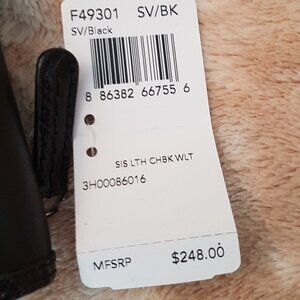 F49301 SV/BK
SV/Black
8 86382 66755 6
SIS LTH CHBK WLT
3H00086016
MFSRP $248.00